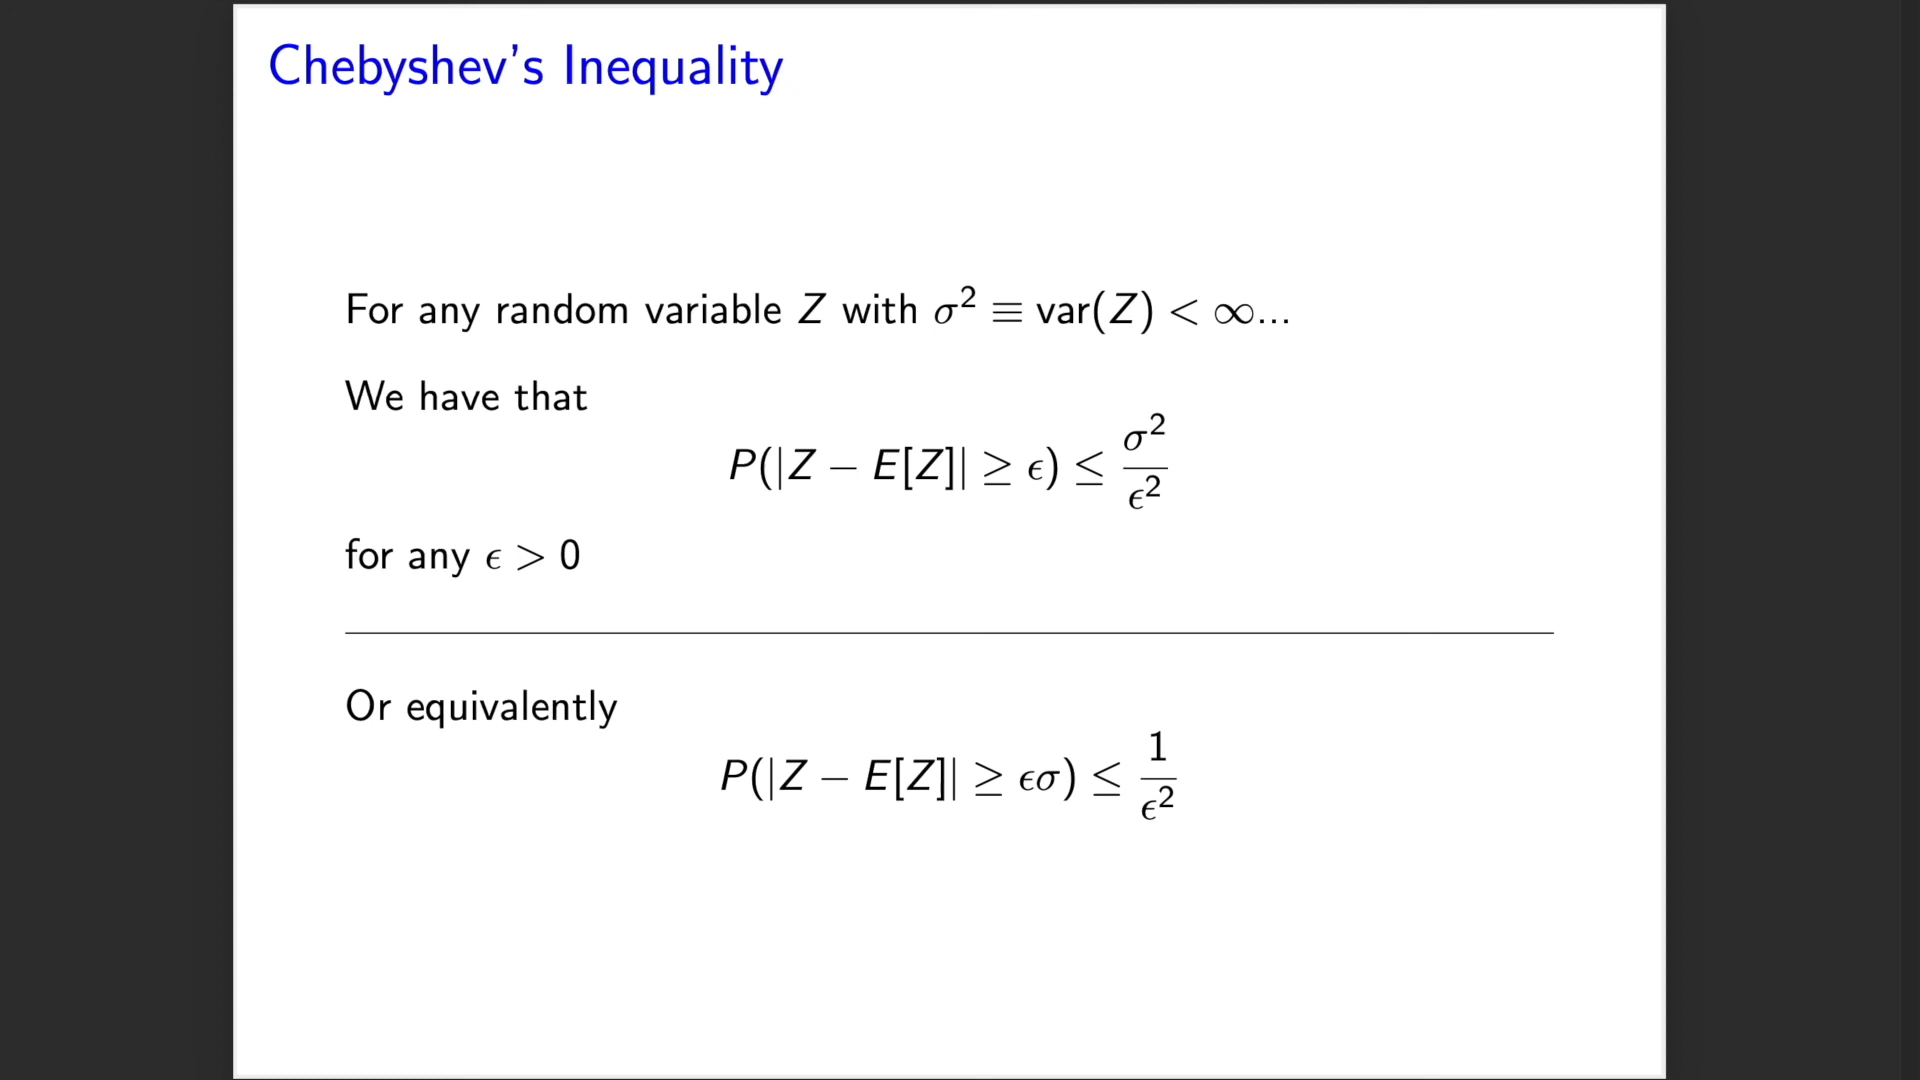 Chebyshev's Inequality
For any random variable Z with σ² ≡ var(Z) < ∞...
We have that
P(|Z − E[Z]| ≥ ϵ) ≤ σ²/ϵ²
for any ϵ > 0
Or equivalently
P(|Z − E[Z]| ≥ ϵσ) ≤ 1/ϵ²